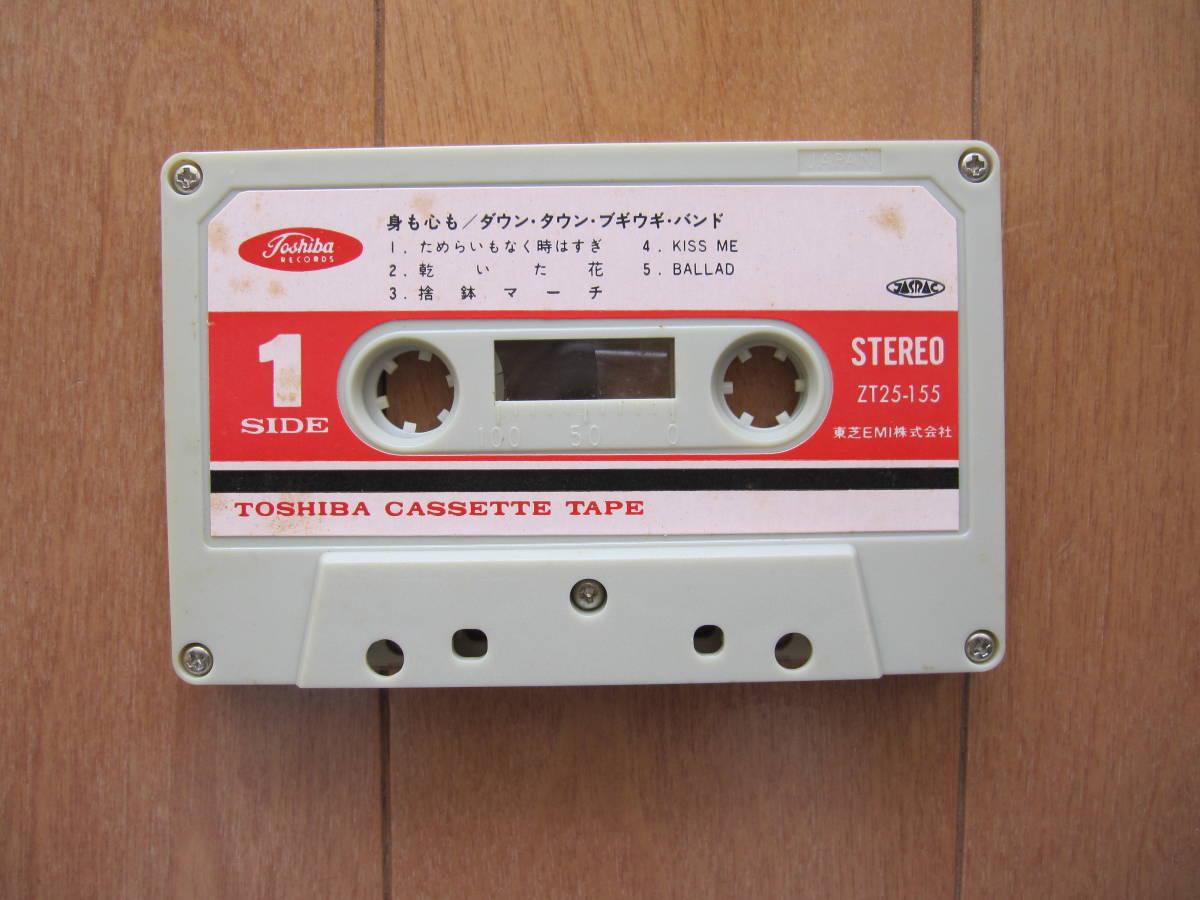 JAPAN
身も心も/ダウン・タウン・ブギウギ・バンド
Toshiba
RECORDS
1. ためらいもなく時はすぎ
2. 乾いた花
3. 捨鉢マーチ
4. KISS ME
5. BALLAD
JASRAC
1
SIDE
STEREO
ZT25-155
東芝EMI株式会社
100 50 0
TOSHIBA CASSETTE TAPE